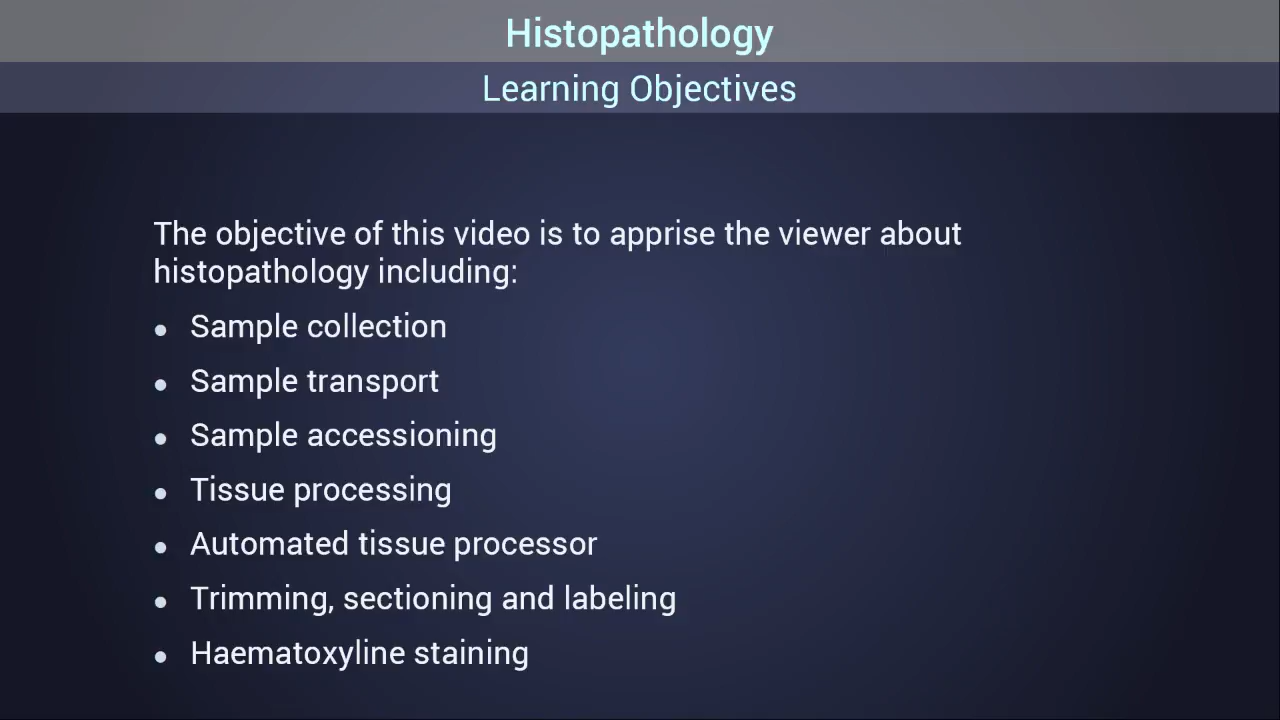 Histopathology
Learning Objectives
The objective of this video is to apprise the viewer about
histopathology including:
● Sample collection
● Sample transport
● Sample accessioning
● Tissue processing
● Automated tissue processor
● Trimming, sectioning and labeling
● Haematoxyline staining